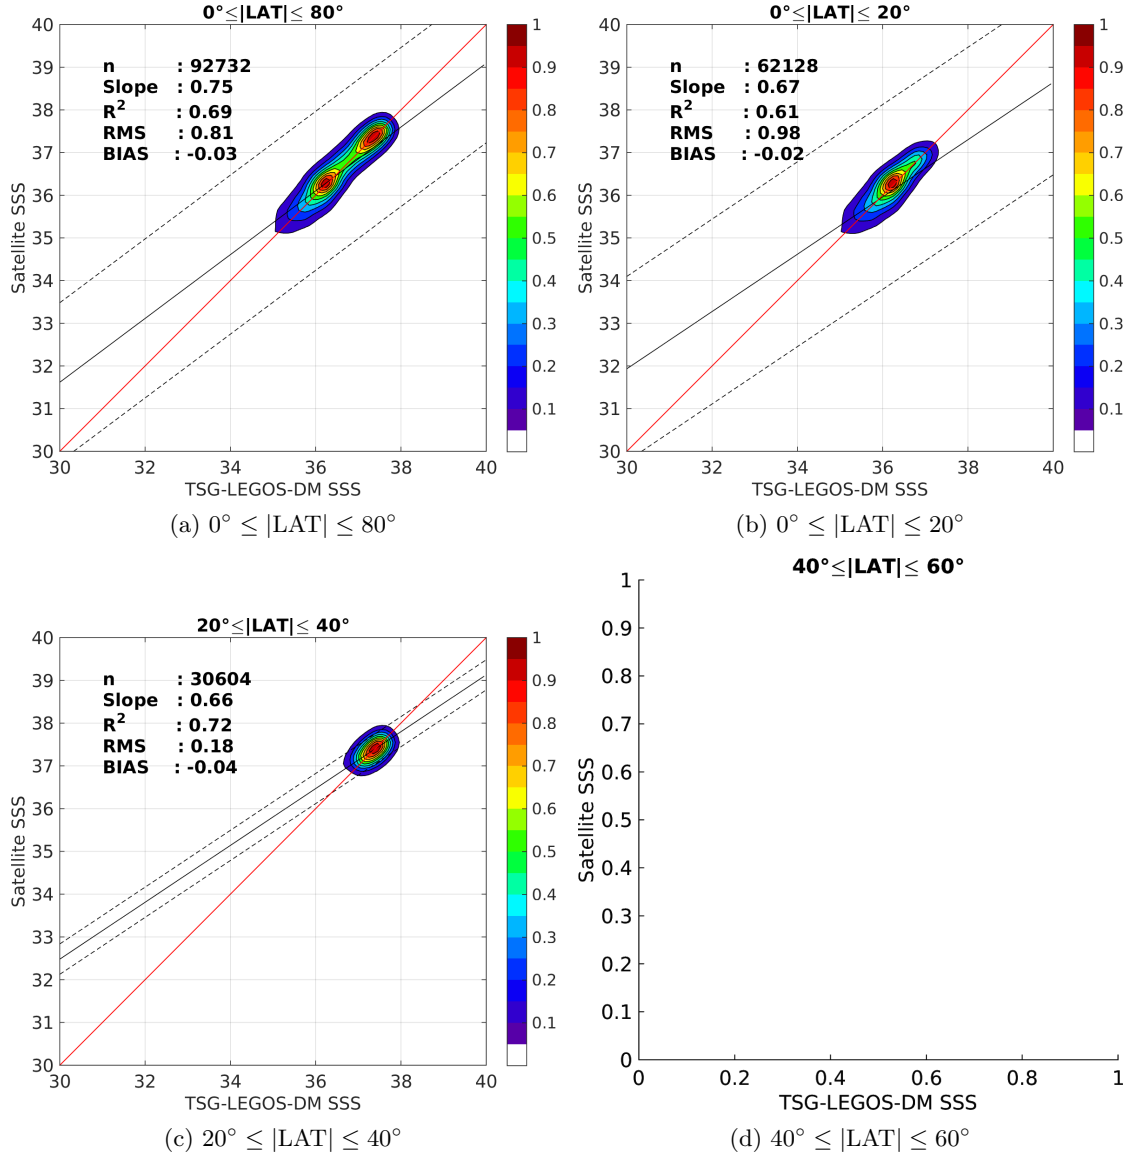 0°≤|LAT|≤ 80°
n : 92732
Slope : 0.75
R² : 0.69
RMS : 0.81
BIAS : -0.03
Satellite SSS
40
39
38
37
36
35
34
33
32
31
30
30 32 34 36 38 40
TSG-LEGOS-DM SSS
1
0.9
0.8
0.7
0.6
0.5
0.4
0.3
0.2
0.1
(a) 0° ≤ |LAT| ≤ 80°
0°≤|LAT|≤ 20°
n : 62128
Slope : 0.67
R² : 0.61
RMS : 0.98
BIAS : -0.02
Satellite SSS
40
39
38
37
36
35
34
33
32
31
30
30 32 34 36 38 40
TSG-LEGOS-DM SSS
1
0.9
0.8
0.7
0.6
0.5
0.4
0.3
0.2
0.1
(b) 0° ≤ |LAT| ≤ 20°
20°≤|LAT|≤ 40°
n : 30604
Slope : 0.66
R² : 0.72
RMS : 0.18
BIAS : -0.04
Satellite SSS
40
39
38
37
36
35
34
33
32
31
30
30 32 34 36 38 40
TSG-LEGOS-DM SSS
1
0.9
0.8
0.7
0.6
0.5
0.4
0.3
0.2
0.1
(c) 20° ≤ |LAT| ≤ 40°
40°≤|LAT|≤ 60°
Satellite SSS
1
0.9
0.8
0.7
0.6
0.5
0.4
0.3
0.2
0.1
0
0 0.2 0.4 0.6 0.8 1
TSG-LEGOS-DM SSS
(d) 40° ≤ |LAT| ≤ 60°